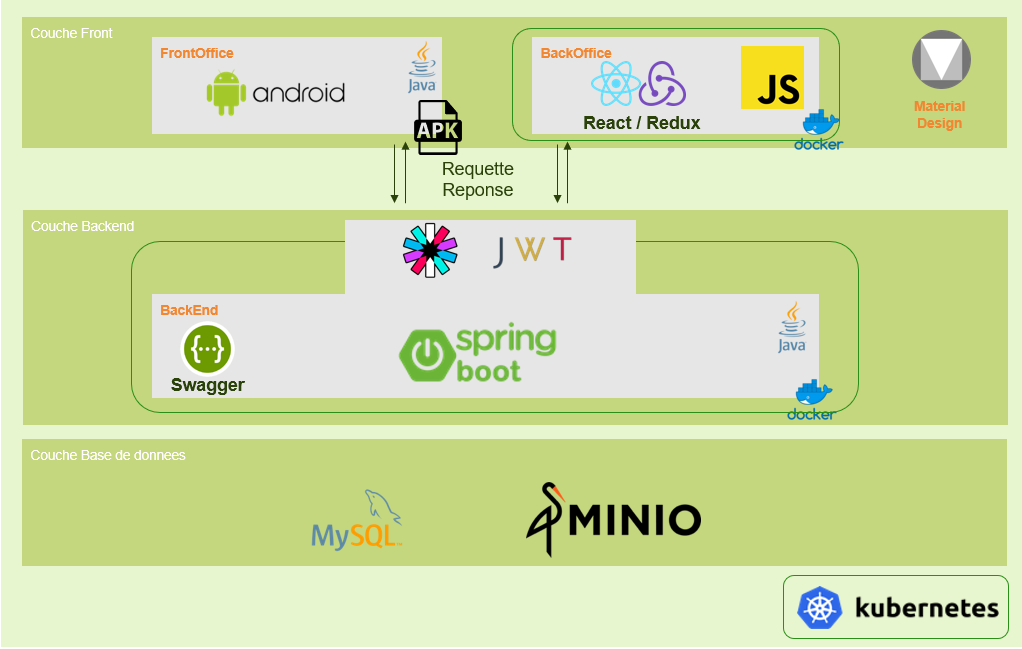 Couche Front
FrontOffice
android
Java
APK
BackOffice
JS
React / Redux
docker
Material
Design
Requette
Reponse
Couche Backend
JWT
BackEnd
Swagger
spring
boot
Java
docker
Couche Base de donnees
MySQL
MINIO
kubernetes